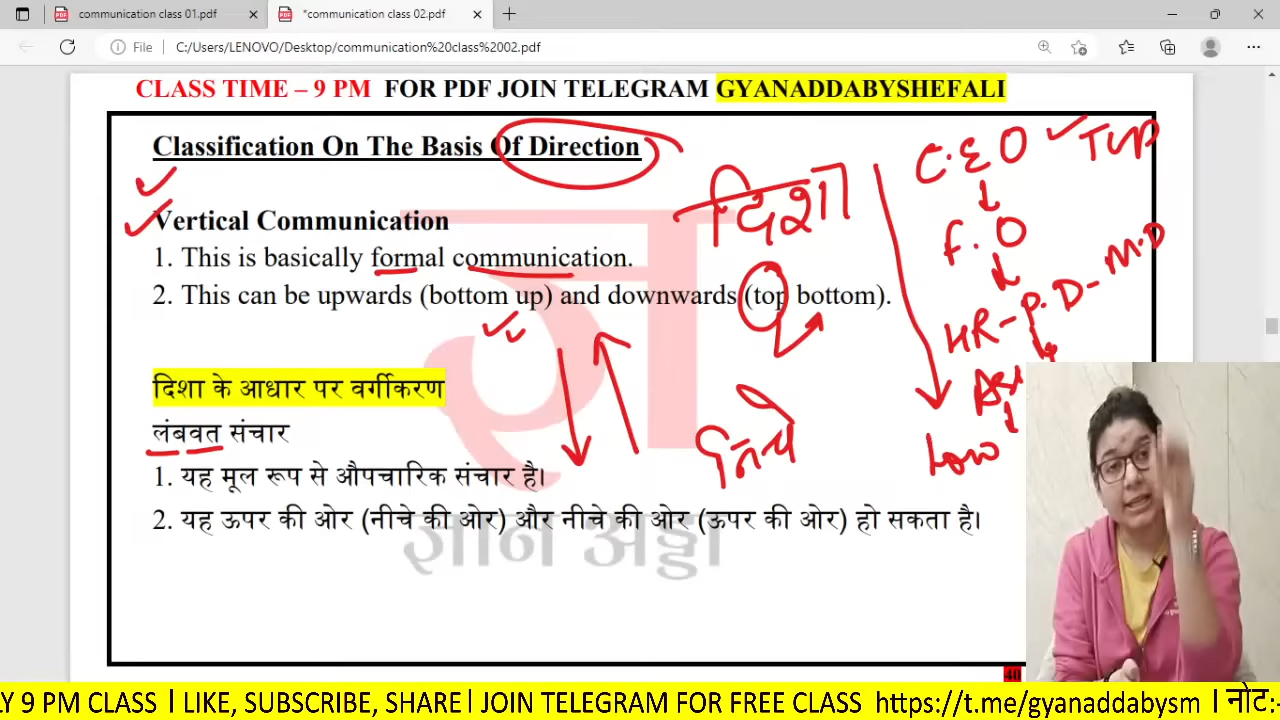 communication class 01.pdf
*communication class 02.pdf
File
C:/Users/LENOVO/Desktop/communication%20class%2002.pdf
CLASS TIME – 9 PM FOR PDF JOIN TELEGRAM GYANADDABYSHEFALI
Classification On The Basis Of Direction
Vertical Communication
1. This is basically formal communication.
2. This can be upwards (bottom up) and downwards (top bottom).
दिशा के आधार पर वर्गीकरण
लंबवत संचार
1. यह मूल रूप से औपचारिक संचार है।
2. यह ऊपर की ओर (नीचे की ओर) और नीचे की ओर (ऊपर की ओर) हो सकता है।
दिशा
निचे
C.E O Top
F. O
HR - P. D - M.D
Low
ज्ञान अड्डा
40
LY 9 PM CLASS । LIKE, SUBSCRIBE, SHARE। JOIN TELEGRAM FOR FREE CLASS https://t.me/gyanaddabysm । नोट:-